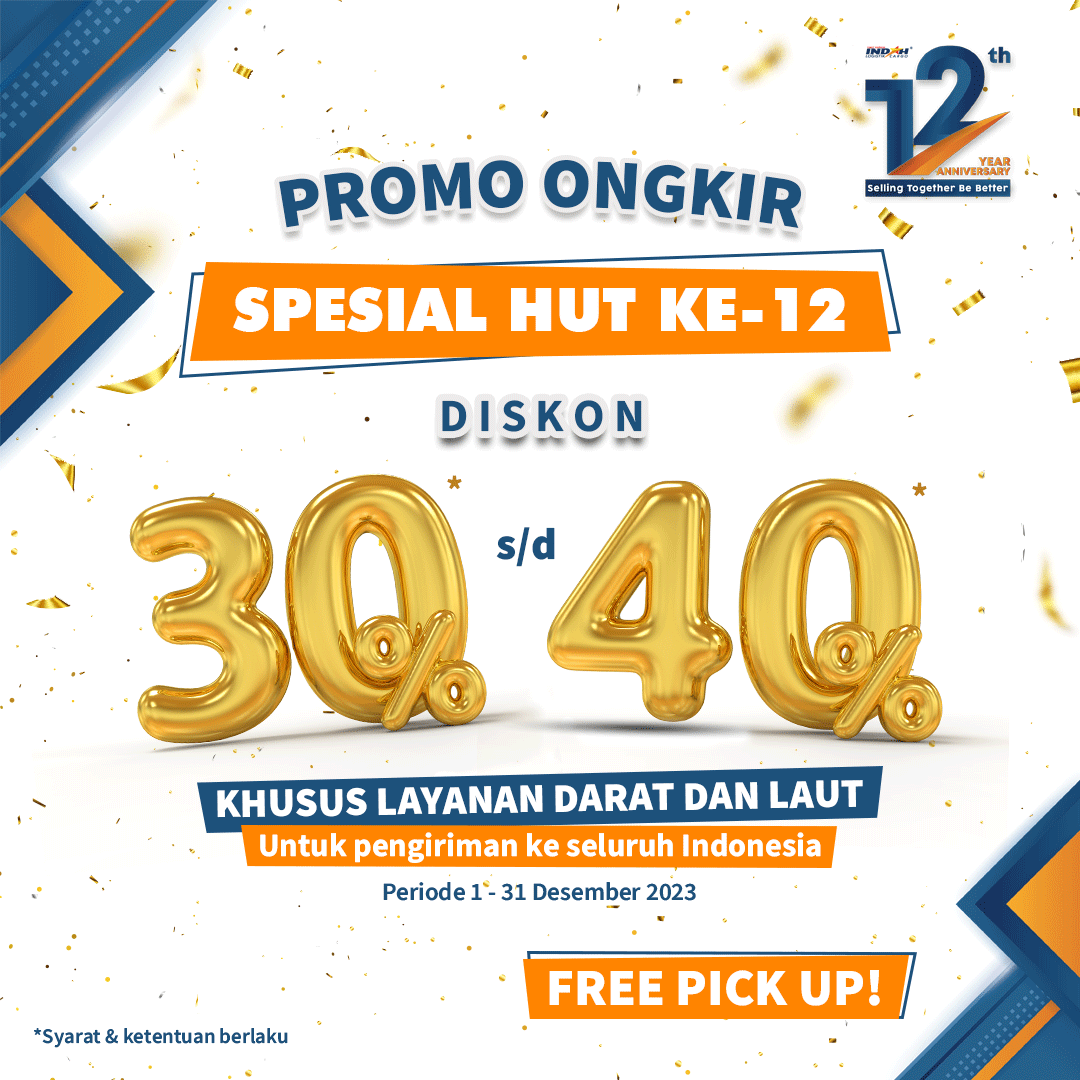 INDAH
LOGISTIK CARGO
12th
YEAR
ANNIVERSARY
Selling Together Be Better
PROMO ONGKIR
SPESIAL HUT KE-12
DISKON
30%* s/d 40%*
KHUSUS LAYANAN DARAT DAN LAUT
Untuk pengiriman ke seluruh Indonesia
Periode 1 - 31 Desember 2023
FREE PICK UP!
*Syarat & ketentuan berlaku